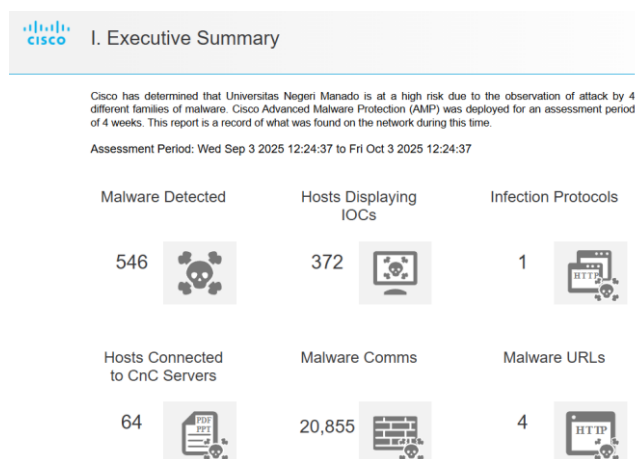 CISCO
I. Executive Summary
Cisco has determined that Universitas Negeri Manado is at a high risk due to the observation of attack by 4
different families of malware. Cisco Advanced Malware Protection (AMP) was deployed for an assessment period
of 4 weeks. This report is a record of what was found on the network during this time.
Assessment Period: Wed Sep 3 2025 12:24:37 to Fri Oct 3 2025 12:24:37
Malware Detected
546
Hosts Displaying
IOCs
372
Infection Protocols
1
HTTP
Hosts Connected
to CnC Servers
64
PDF
PPT
Malware Comms
20,855
Malware URLs
4
HTTP